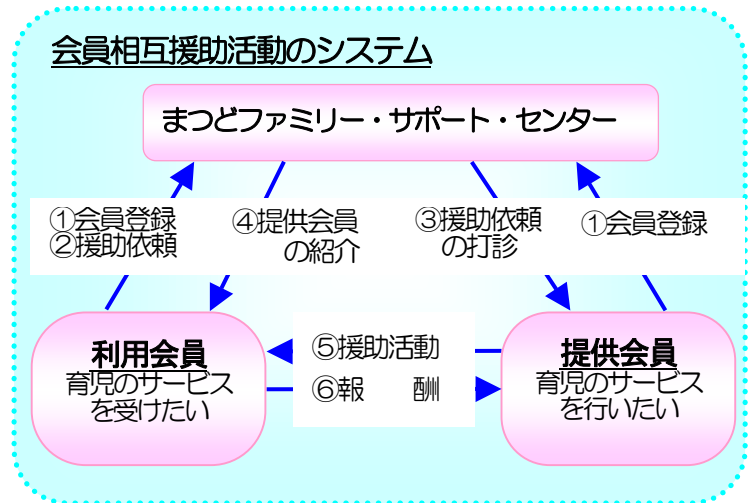 会員相互援助活動のシステム
まつどファミリー・サポート・センター
①会員登録
②援助依頼
④提供会員
の紹介
③援助依頼
の打診
①会員登録
利用会員
育児のサービス
を受けたい
⑤援助活動
⑥報　　酬
提供会員
育児のサービス
を行いたい